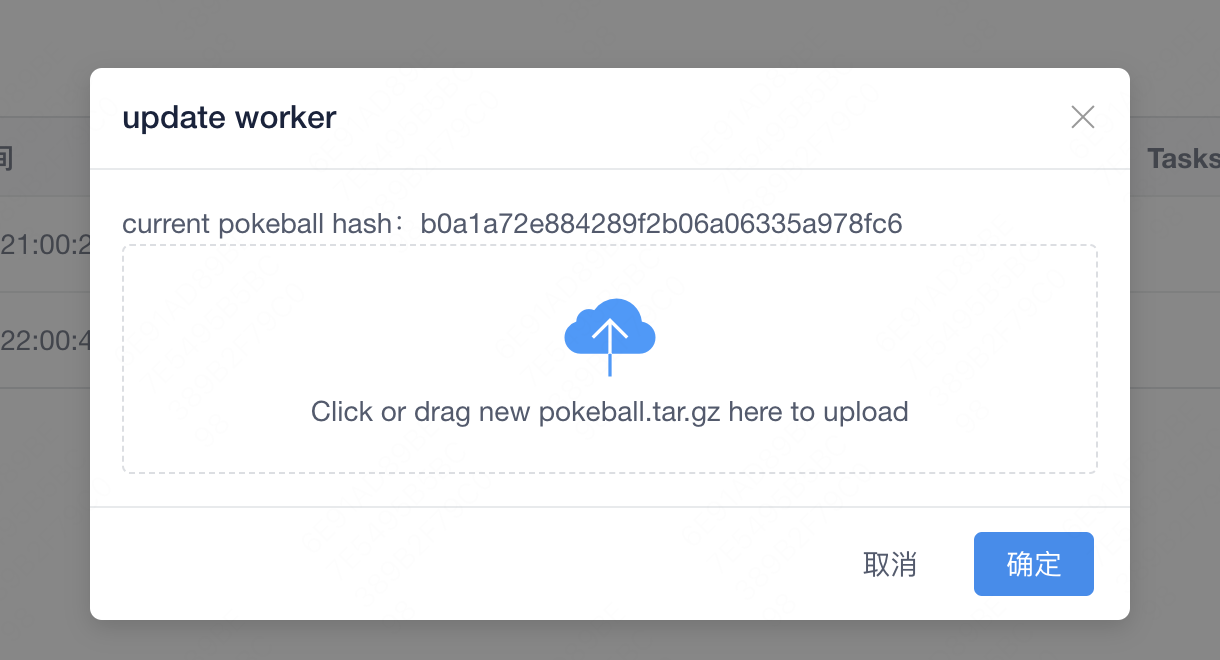 update worker
间
Tasks
current pokeball hash：b0a1a72e884289f2b06a06335a978fc6
21:00:2
22:00:4
Click or drag new pokeball.tar.gz here to upload
取消
确定